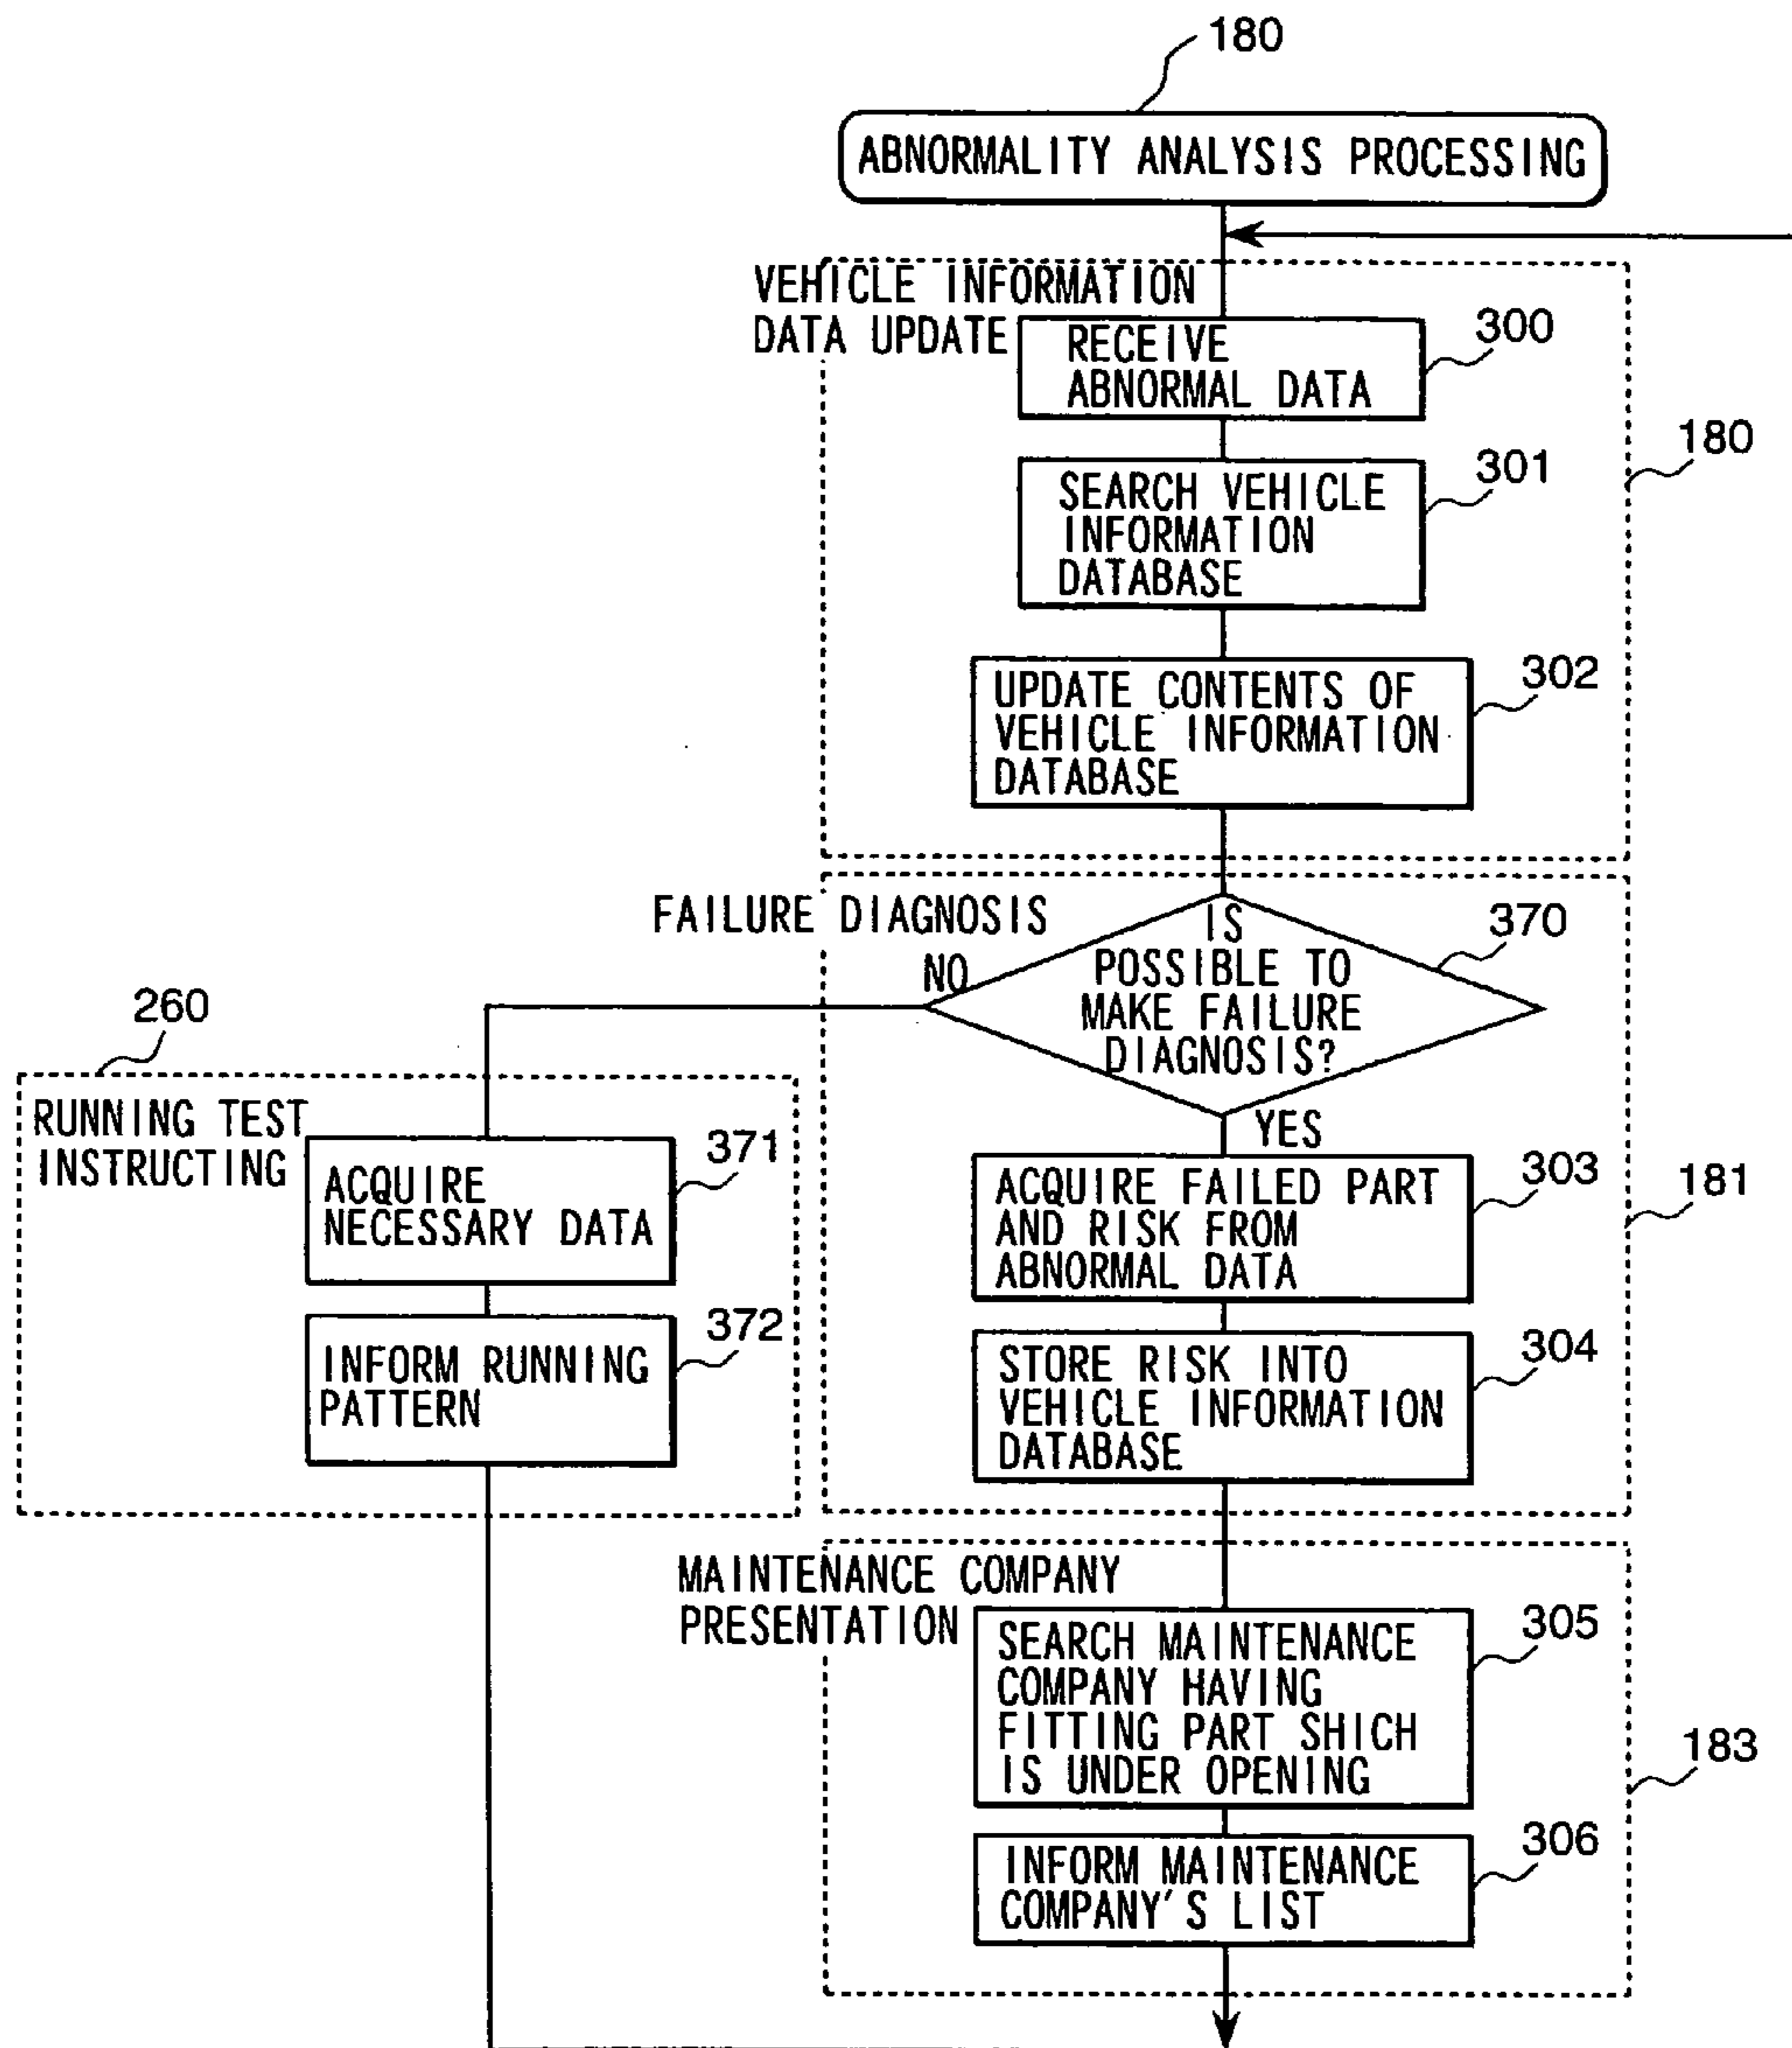 180
ABNORMALITY ANALYSIS PROCESSING
VEHICLE INFORMATION
DATA UPDATE
RECEIVE
ABNORMAL DATA
300
SEARCH VEHICLE
INFORMATION
DATABASE
301
180
UPDATE CONTENTS OF
VEHICLE INFORMATION
DATABASE
302
FAILURE DIAGNOSIS
IS
POSSIBLE TO
MAKE FAILURE
DIAGNOSIS?
370
NO
YES
260
RUNNING TEST
INSTRUCTING
ACQUIRE
NECESSARY DATA
371
INFORM RUNNING
PATTERN
372
ACQUIRE FAILED PART
AND RISK FROM
ABNORMAL DATA
303
181
STORE RISK INTO
VEHICLE INFORMATION
DATABASE
304
MAINTENANCE COMPANY
PRESENTATION
SEARCH MAINTENANCE
COMPANY HAVING
FITTING PART SHICH
IS UNDER OPENING
305
183
INFORM MAINTENANCE
COMPANY'S LIST
306